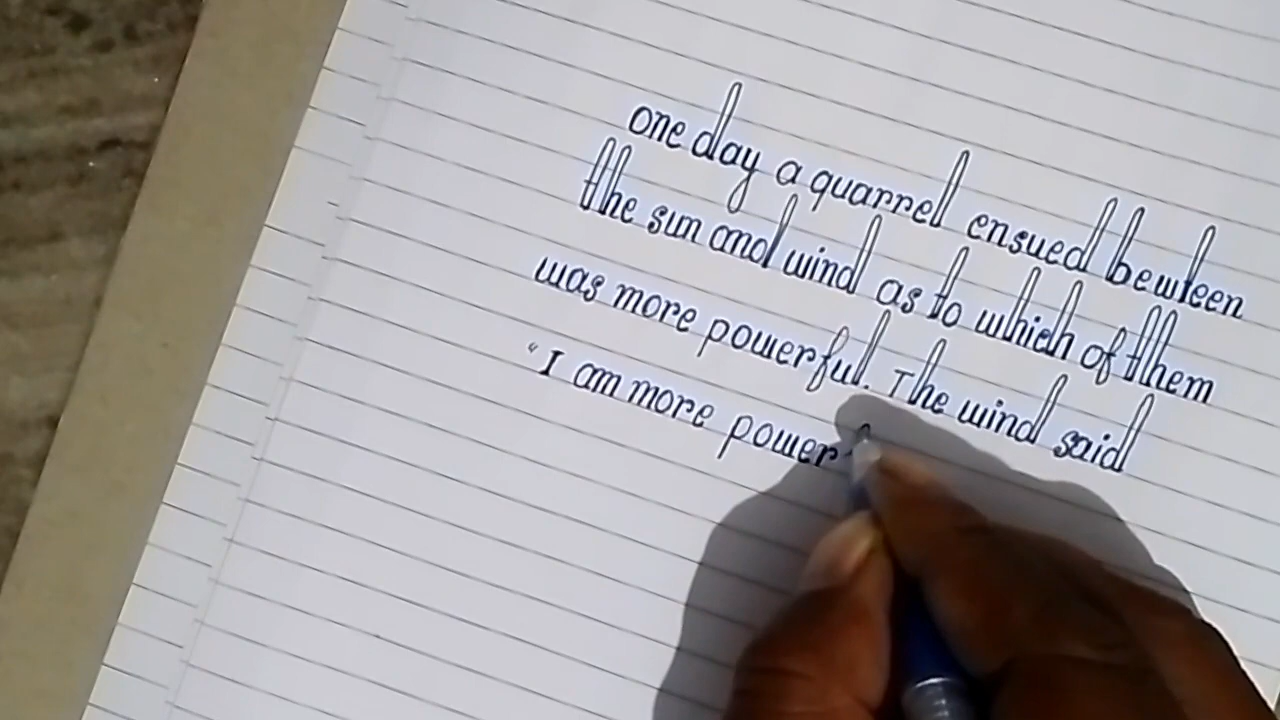 one day a quarrel ensued bewteen
the sun and wind as to which of them
was more powerful. The wind said
"I am more power